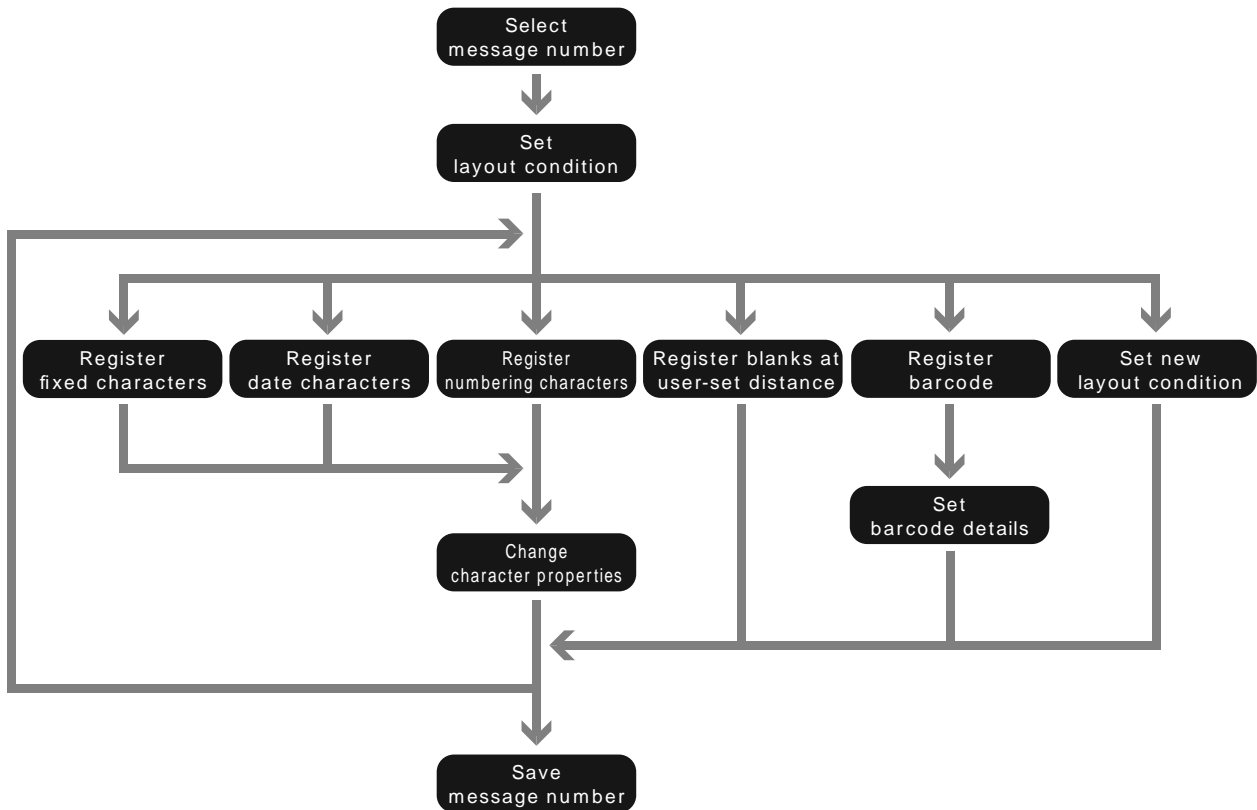 Select
message number
Set
layout condition
Register
fixed characters
Register
date characters
Register
numbering characters
Register blanks at
user-set distance
Register
barcode
Set new
layout condition
Set
barcode details
Change
character properties
Save
message number